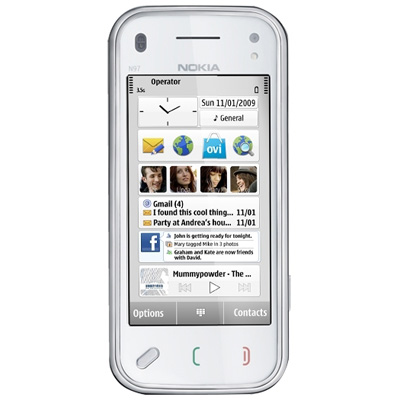 N97
NOKIA
Operator
3.5G
Sun 11/01/2009
General
ovi
Linda
@ Gmail (4)
I found this cool thing... 11/01
Party at Andrea's hou... 11/01
John is getting ready for tonight.
Mary tagged Mike in 3 photos
Graham and Kate are now friends
with David.
Mummypowder - The ...
Options
Contacts